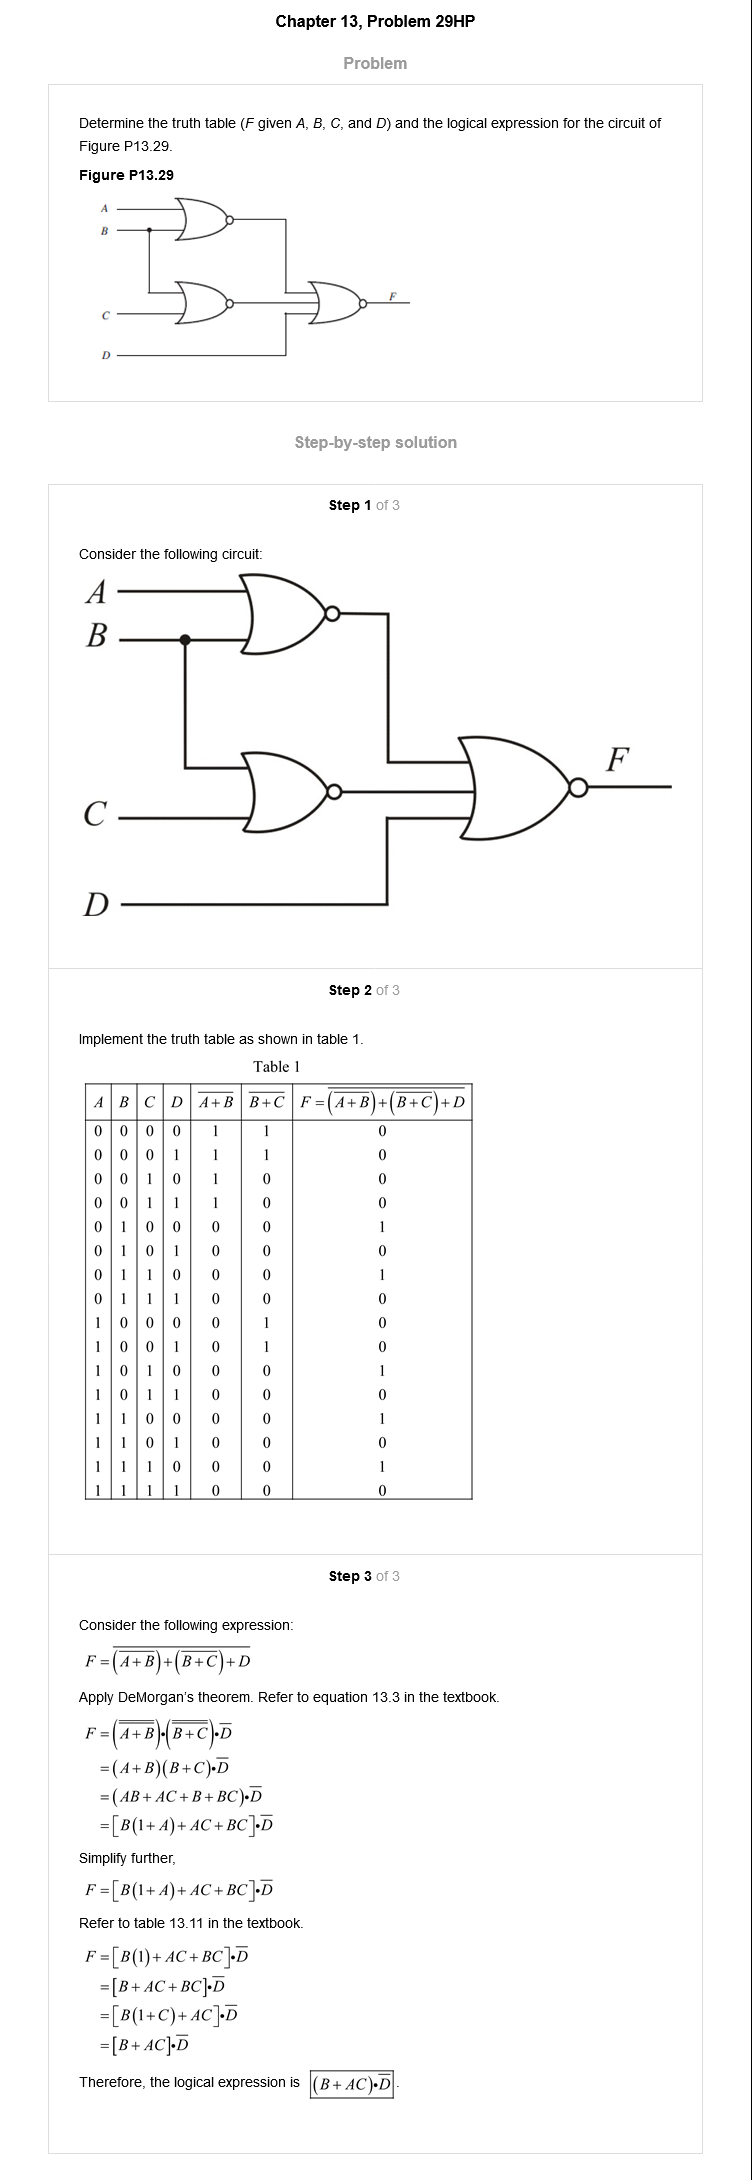 Chapter 13, Problem 29HP
Problem
Determine the truth table (F given A, B, C, and D) and the logical expression for the circuit of
Figure P13.29.
Figure P13.29
A
B
F
C
D
Step-by-step solution
Step 1 of 3
Consider the following circuit:
A
B
F
C
D
Step 2 of 3
Implement the truth table as shown in table 1.
Table 1
A B C D \overline{A+B} \overline{B+C} F=\overline{(\overline{A+B})+(\overline{B+C})+D}
0 0 0 0 1 1 0
0 0 0 1 1 1 0
0 0 1 0 1 0 0
0 0 1 1 1 0 0
0 1 0 0 0 0 1
0 1 0 1 0 0 0
0 1 1 0 0 0 1
0 1 1 1 0 0 0
1 0 0 0 0 1 0
1 0 0 1 0 1 0
1 0 1 0 0 0 1
1 0 1 1 0 0 0
1 1 0 0 0 0 1
1 1 0 1 0 0 0
1 1 1 0 0 0 1
1 1 1 1 0 0 0
Step 3 of 3
Consider the following expression:
F=\overline{(\overline{A+B})+(\overline{B+C})+D}
Apply DeMorgan's theorem. Refer to equation 13.3 in the textbook.
F=(\overline{\overline{A+B}})•(\overline{\overline{B+C}})•\overline{D}
=(A+B)(B+C)•\overline{D}
=(AB+AC+B+BC)•\overline{D}
=[B(1+A)+AC+BC]•\overline{D}
Simplify further,
F=[B(1+A)+AC+BC]•\overline{D}
Refer to table 13.11 in the textbook.
F=[B(1)+AC+BC]•\overline{D}
=[B+AC+BC]•\overline{D}
=[B(1+C)+AC]•\overline{D}
=[B+AC]•\overline{D}
Therefore, the logical expression is (B+AC)•\overline{D}.